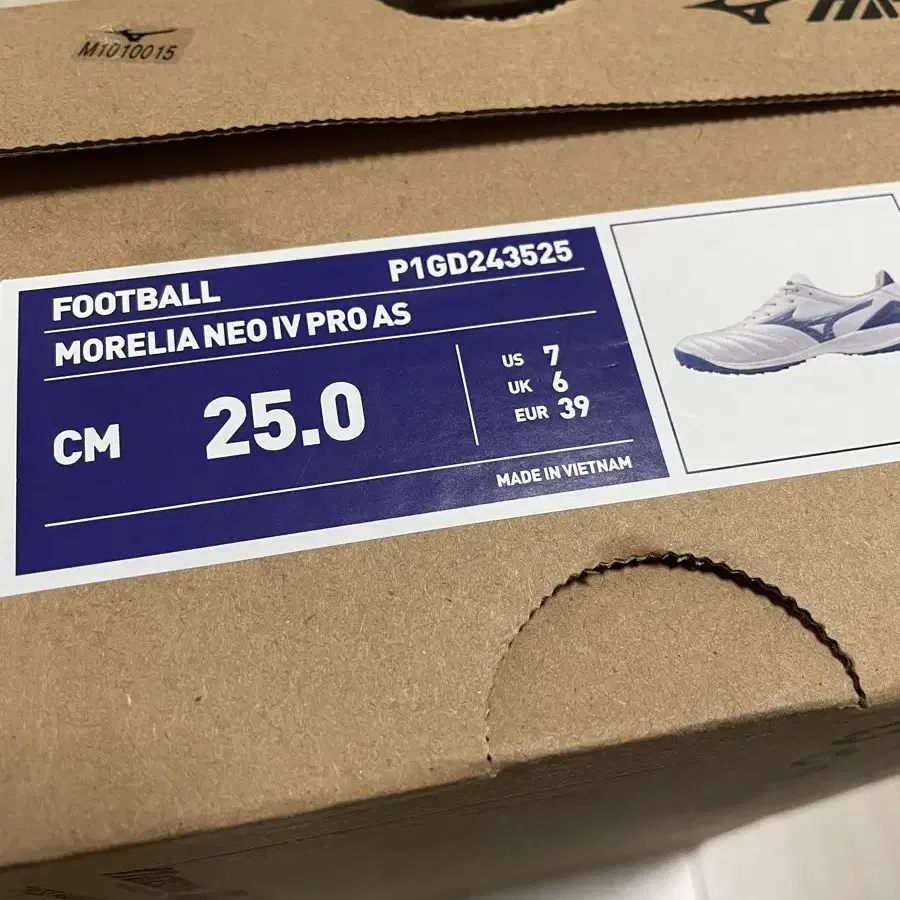 M1010015
FOOTBALL
P1GD243525
MORELIA NEO IV PRO AS
CM 25.0
US 7
UK 6
EUR 39
MADE IN VIETNAM